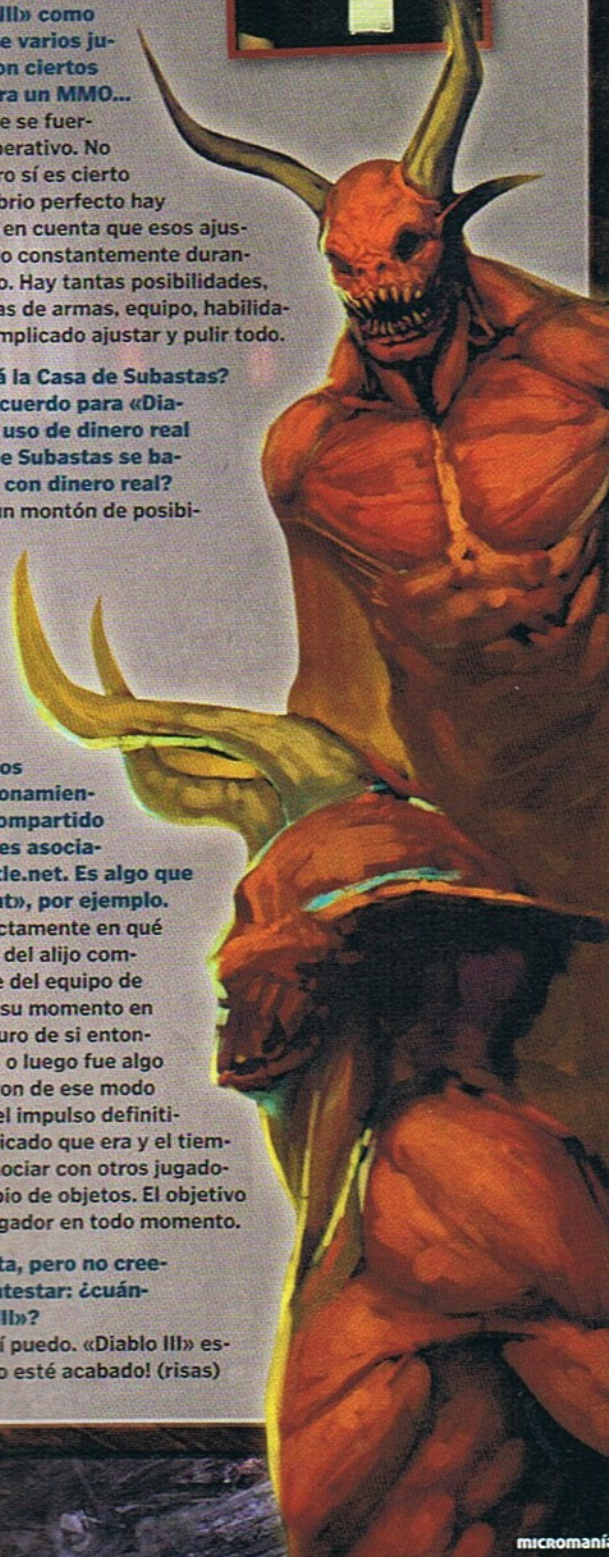 III» como
e varios ju-
on ciertos
ra un MMO...
e se fuer-
perativo. No
ro sí es cierto
brio perfecto hay
en cuenta que esos ajus-
o constantemente duran-
o. Hay tantas posibilidades,
as de armas, equipo, habilida-
mplicado ajustar y pulir todo.
á la Casa de Subastas?
cuerdo para «Dia-
uso de dinero real
e Subastas se ba-
con dinero real?
un montón de posibi-
os
onamien-
ompartido
es asocia-
tle.net. Es algo que
nt», por ejemplo.
ctamente en qué
del alijo com-
e del equipo de
su momento en
uro de si enton-
o luego fue algo
on de ese modo
el impulso definiti-
icado que era y el tiem-
ociar con otros jugado-
bio de objetos. El objetivo
gador en todo momento.
ta, pero no cree-
ntestar: ¿cuán-
II»?
í puedo. «Diablo III» es-
o esté acabado! (risas)
micromanía